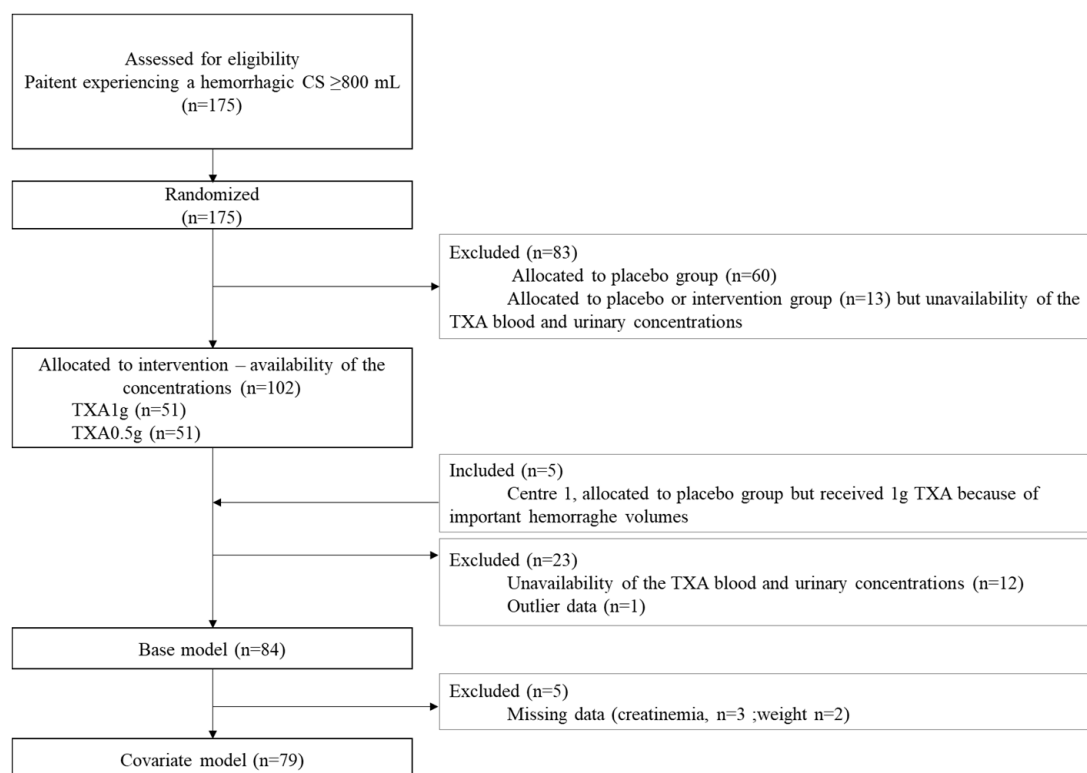 Assessed for eligibility
Paitent experiencing a hemorrhagic CS ≥800 mL
(n=175)
Randomized
(n=175)
Excluded (n=83)
Allocated to placebo group (n=60)
Allocated to placebo or intervention group (n=13) but unavailability of the
TXA blood and urinary concentrations
Allocated to intervention – availability of the
concentrations (n=102)
TXA1g (n=51)
TXA0.5g (n=51)
Included (n=5)
Centre 1, allocated to placebo group but received 1g TXA because of
important hemorraghe volumes
Excluded (n=23)
Unavailability of the TXA blood and urinary concentrations (n=12)
Outlier data (n=1)
Base model (n=84)
Excluded (n=5)
Missing data (creatinemia, n=3 ;weight n=2)
Covariate model (n=79)